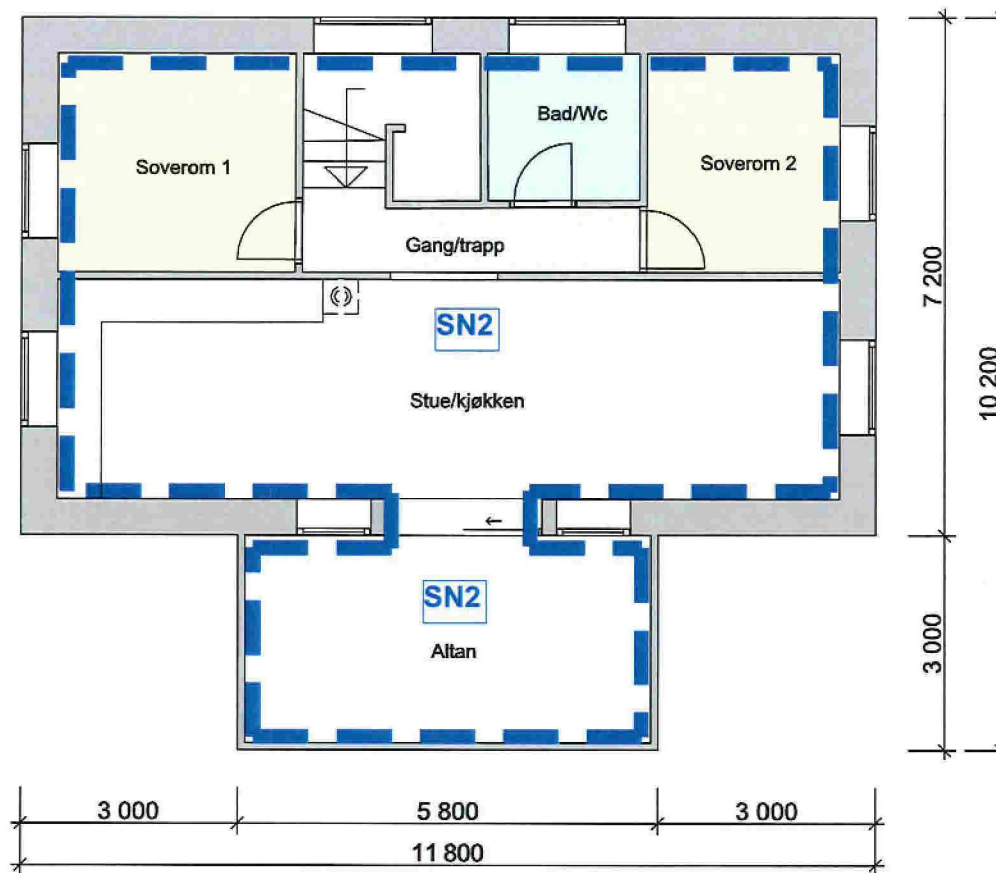 Bad/Wc
Soverom 1
Soverom 2
Gang/trapp
7 200
SN2
10 200
Stue/kjøkken
SN2
Altan
3 000
3 000
5 800
3 000
11 800